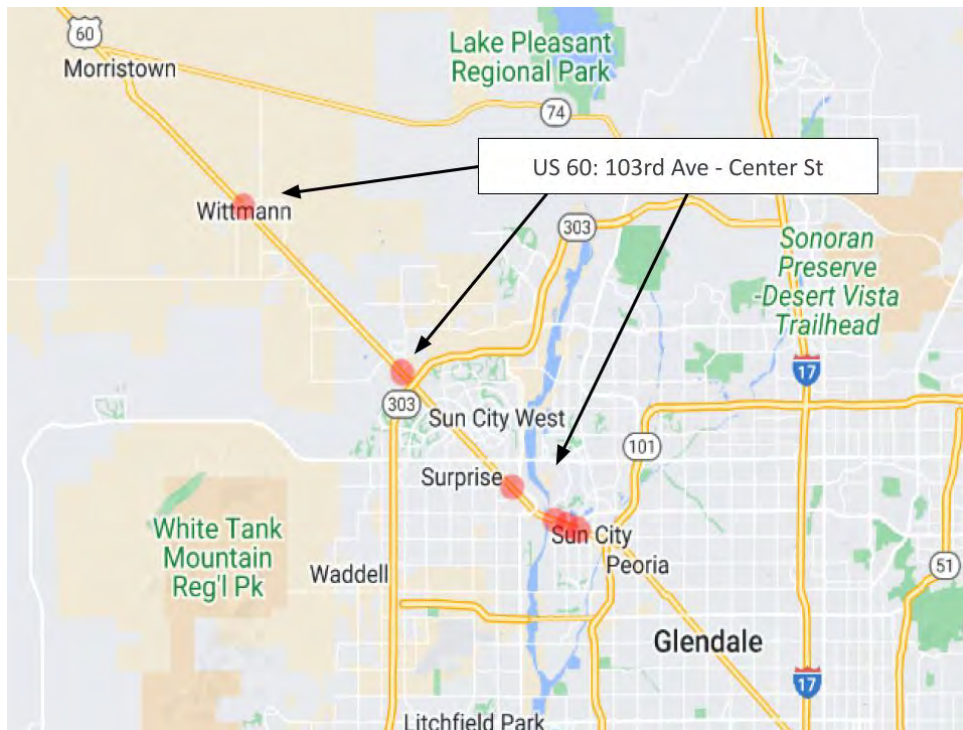 60
Morristown
Lake Pleasant
Regional Park
74
US 60: 103rd Ave - Center St
Wittmann
303
Sonoran
Preserve
-Desert Vista
Trailhead
17
303
Sun City West
101
Surprise
Sun City
White Tank
Mountain
Reg'l Pk
Waddell
Peoria
51
Glendale
17
Litchfield Park